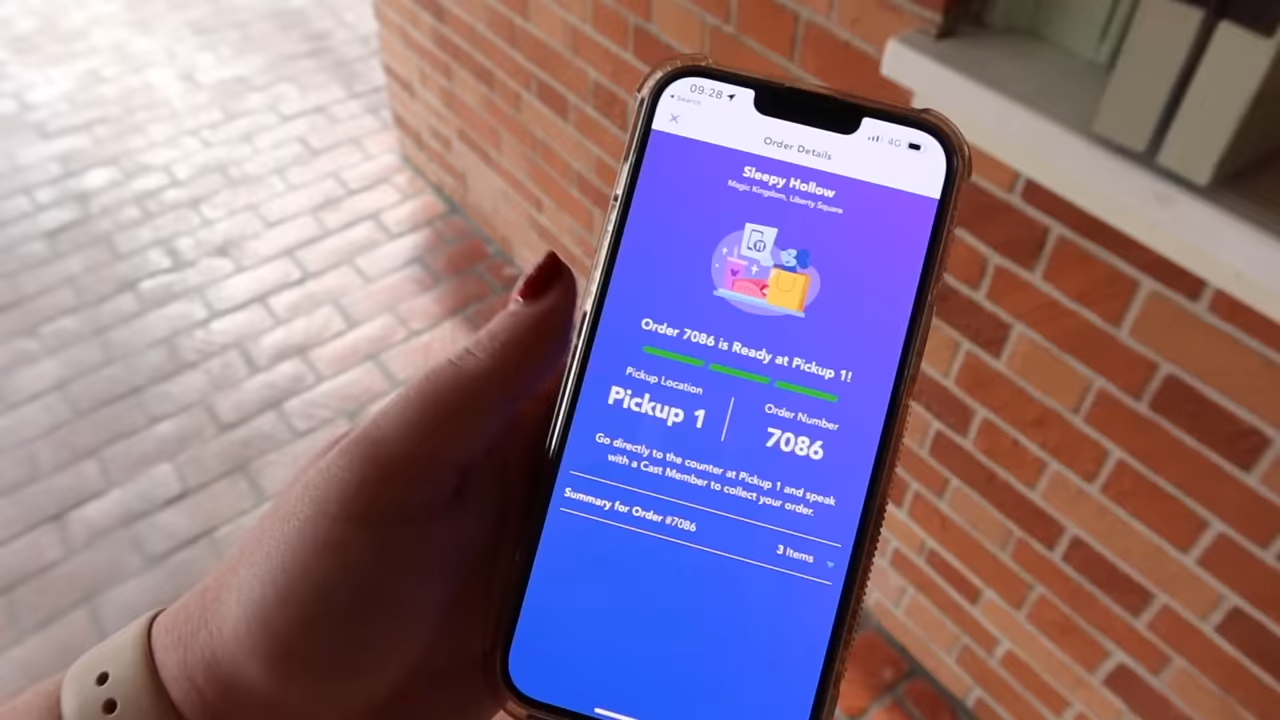 09:28
Search
4G
Order Details
Sleepy Hollow
Magic Kingdom, Liberty Square
Order 7086 is Ready at Pickup 1!
Pickup Location
Pickup 1
Order Number
7086
Go directly to the counter at Pickup 1 and speak
with a Cast Member to collect your order.
Summary for Order #7086
3 Items